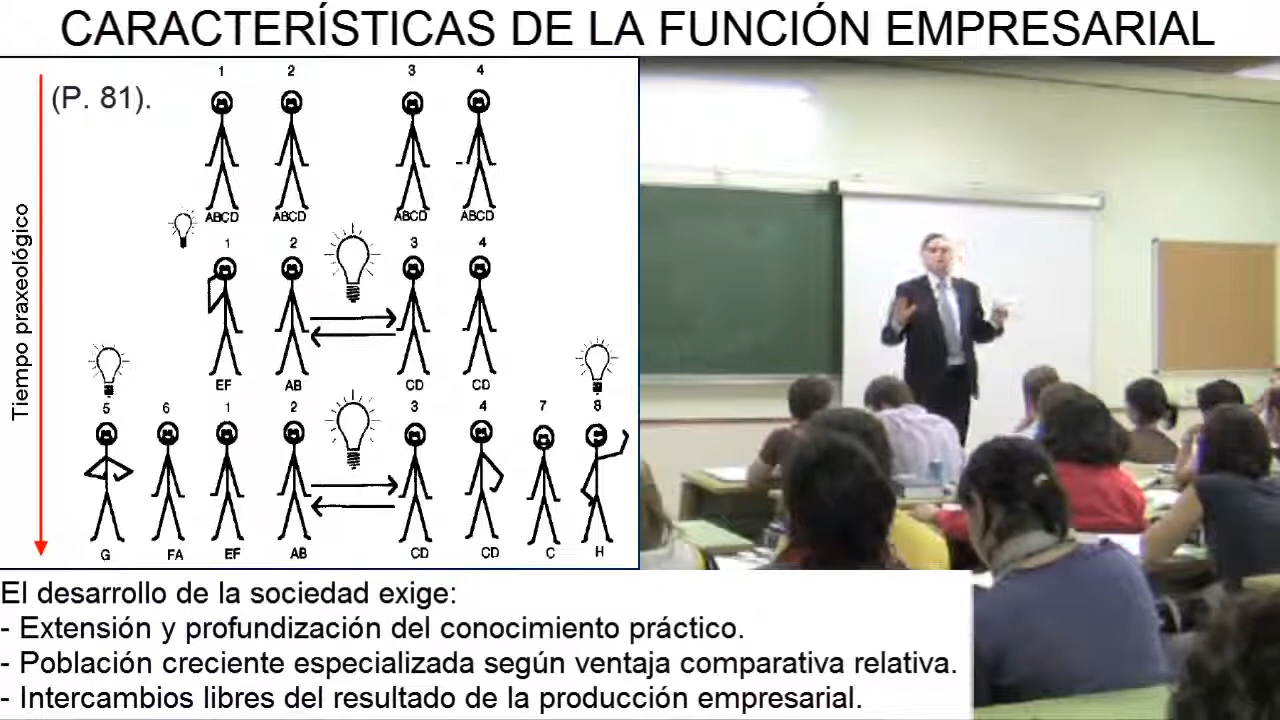 CARACTERÍSTICAS DE LA FUNCIÓN EMPRESARIAL
(P. 81).
Tiempo praxeológico
1 2 3 4
ABCD ABCD ABCD ABCD
1 2 3 4
EF AB CD CD
5 6 1 2 3 4 7 8
G FA EF AB CD CD C H
El desarrollo de la sociedad exige:
- Extensión y profundización del conocimiento práctico.
- Población creciente especializada según ventaja comparativa relativa.
- Intercambios libres del resultado de la producción empresarial.